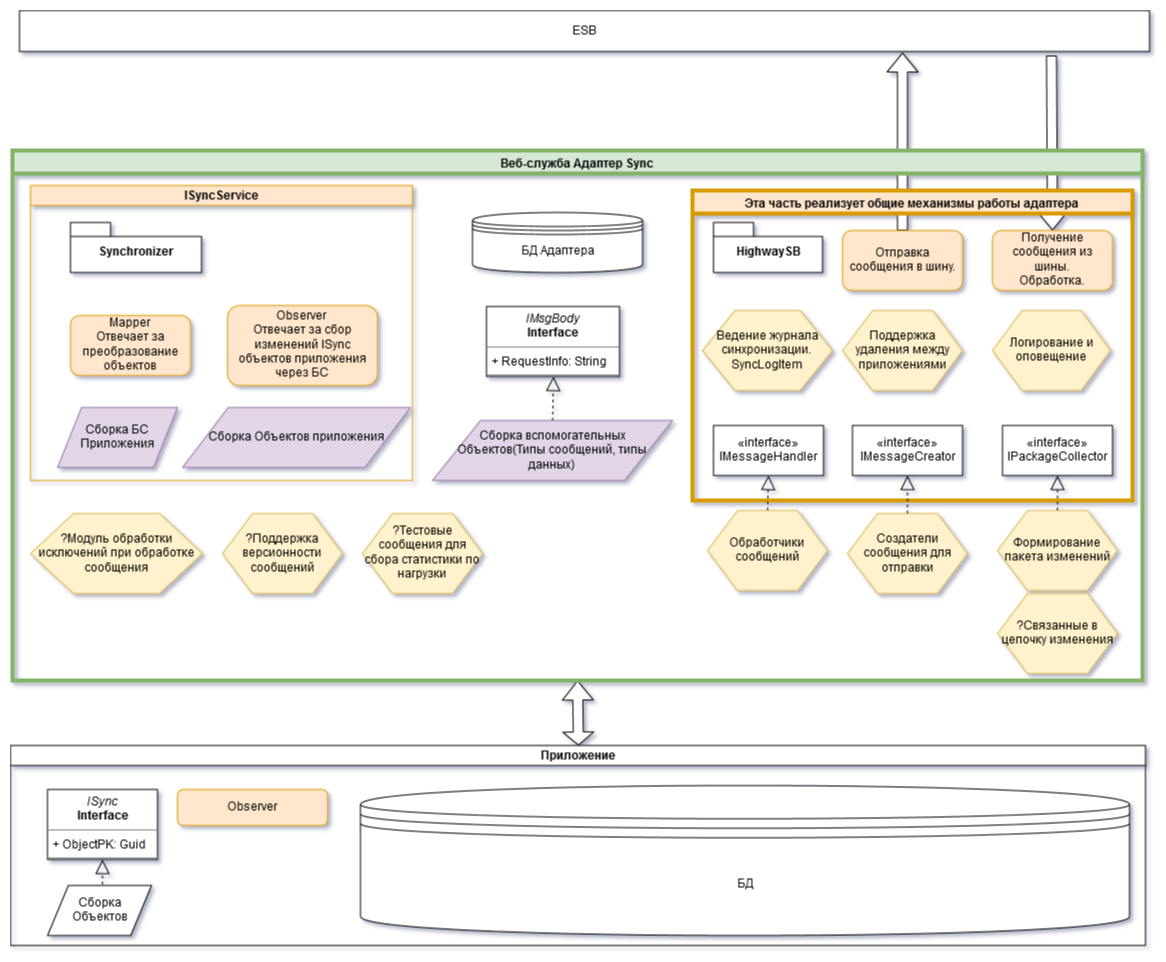 ESB
Веб-служба Адаптер Sync
ISyncService
Synchronizer
Mapper
Отвечает за
преобразование
объектов
Observer
Отвечает за сбор
изменений ISync
объектов приложения
через БС
Сборка БС
Приложения
Сборка Объектов приложения
БД Адаптера
IMsgBody
Interface
+ RequestInfo: String
Сборка вспомогательных
Объектов(Типы сообщений, типы
данных)
Эта часть реализует общие механизмы работы адаптера
HighwaySB
Отправка
сообщения в шину.
Получение
сообщения из
шины.
Обработка.
Ведение журнала
синхронизации.
SyncLogItem
Поддержка
удаления между
приложениями
Логирование и
оповещение
«interface»
IMessageHandler
«interface»
IMessageCreator
«interface»
IPackageCollector
?Модуль обработки
исключений при обработке
сообщения
?Поддержка
версионности
сообщений
?Тестовые
сообщения для
сбора статистики по
нагрузки
Обработчики
сообщений
Создатели
сообщения для
отправки
Формирование
пакета изменений
?Связанные в
цепочку изменения
Приложение
ISync
Interface
+ ObjectPK: Guid
Сборка
Объектов
Observer
БД